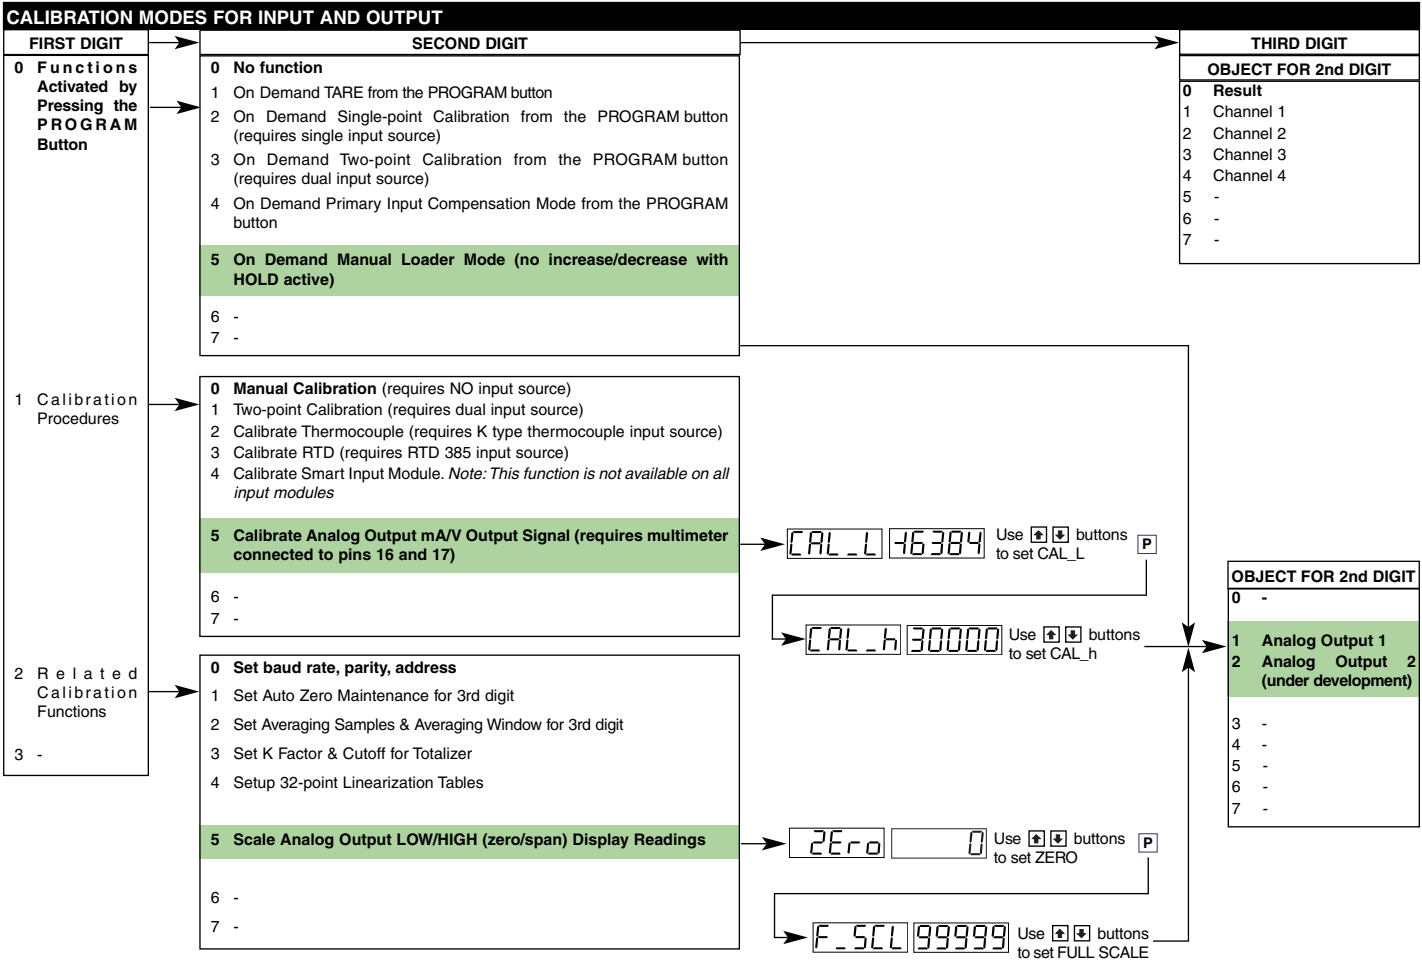 CALIBRATION MODES FOR INPUT AND OUTPUT
FIRST DIGIT
SECOND DIGIT
THIRD DIGIT
0 Functions
Activated by
Pressing the
PROGRAM
Button
0 No function
1 On Demand TARE from the PROGRAM button
2 On Demand Single-point Calibration from the PROGRAM button
(requires single input source)
3 On Demand Two-point Calibration from the PROGRAM button
(requires dual input source)
4 On Demand Primary Input Compensation Mode from the PROGRAM
button
5 On Demand Manual Loader Mode (no increase/decrease with
HOLD active)
6 -
7 -
OBJECT FOR 2nd DIGIT
0 Result
1 Channel 1
2 Channel 2
3 Channel 3
4 Channel 4
5 -
6 -
7 -
1 Calibration
Procedures
0 Manual Calibration (requires NO input source)
1 Two-point Calibration (requires dual input source)
2 Calibrate Thermocouple (requires K type thermocouple input source)
3 Calibrate RTD (requires RTD 385 input source)
4 Calibrate Smart Input Module. Note: This function is not available on all
input modules
5 Calibrate Analog Output mA/V Output Signal (requires multimeter
connected to pins 16 and 17)
6 -
7 -
CAL_L -16384 Use buttons P
to set CAL_L
CAL_h 30000 Use buttons
to set CAL_h
2 Related
Calibration
Functions
3 -
0 Set baud rate, parity, address
1 Set Auto Zero Maintenance for 3rd digit
2 Set Averaging Samples & Averaging Window for 3rd digit
3 Set K Factor & Cutoff for Totalizer
4 Setup 32-point Linearization Tables
5 Scale Analog Output LOW/HIGH (zero/span) Display Readings
6 -
7 -
ZEro 0 Use buttons P
to set ZERO
F_SCL 99999 Use buttons
to set FULL SCALE
OBJECT FOR 2nd DIGIT
0 -
1 Analog Output 1
2 Analog Output 2
(under development)
3 -
4 -
5 -
6 -
7 -